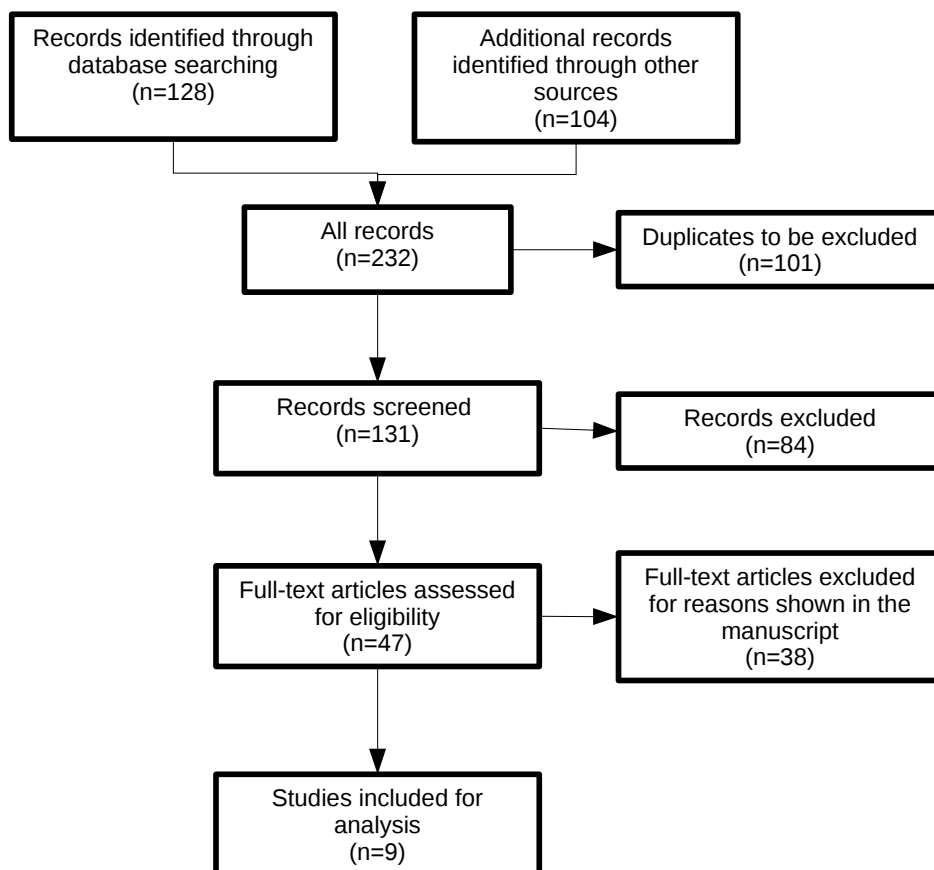 Records identified through
database searching
(n=128)
Additional records
identified through other
sources
(n=104)
All records
(n=232)
Duplicates to be excluded
(n=101)
Records screened
(n=131)
Records excluded
(n=84)
Full-text articles assessed
for eligibility
(n=47)
Full-text articles excluded
for reasons shown in the
manuscript
(n=38)
Studies included for
analysis
(n=9)